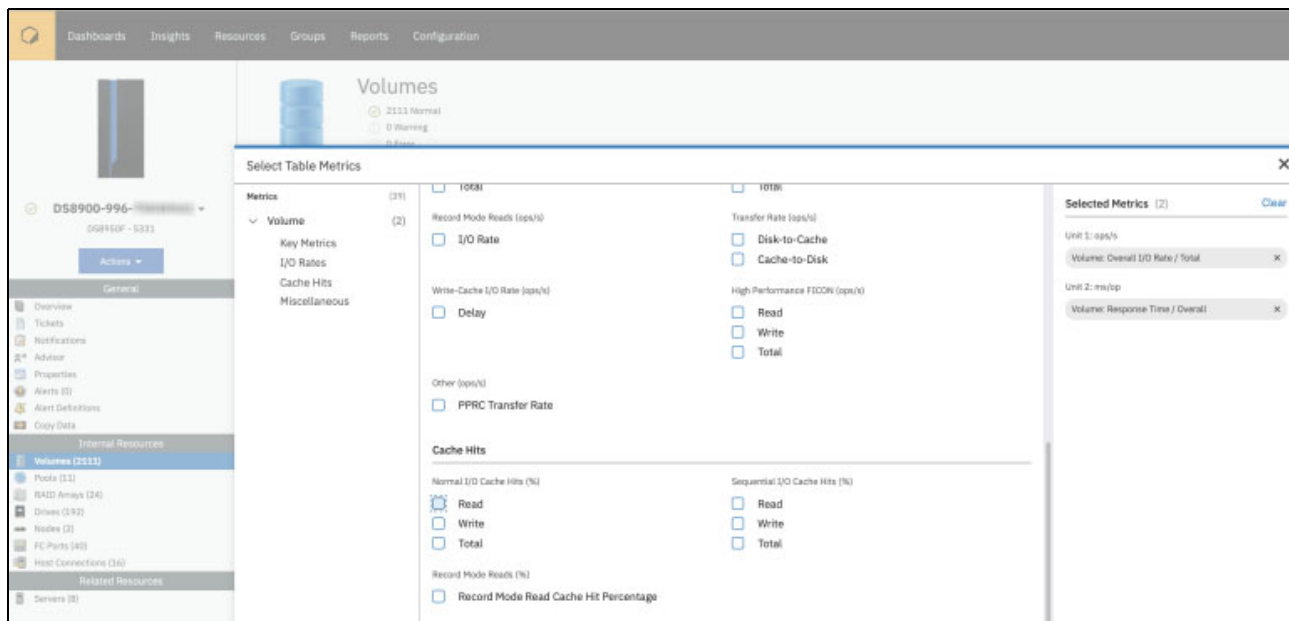 Dashboards Insights Resources Groups Reports Configuration
Volumes
2111 Normal
0 Warning
0 Error
DS8900-996-
DS8950F - 5331
Actions
General
Overview
Tickets
Notifications
Advisor
Properties
Alerts (0)
Alert Definitions
Copy Data
Internal Resources
Volumes (2111)
Pools (11)
RAID Arrays (24)
Drives (192)
Nodes (2)
FC Ports (40)
Host Connections (16)
Related Resources
Servers (8)
Select Table Metrics
Metrics (39)
Volume (2)
Key Metrics
I/O Rates
Cache Hits
Miscellaneous
Total Total
Record Mode Reads (ops/s) Transfer Rate (ops/s)
I/O Rate Disk-to-Cache
Cache-to-Disk
Write-Cache I/O Rate (ops/s) High Performance FICON (ops/s)
Delay Read
Write
Total
Other (ops/s)
PPRC Transfer Rate
Cache Hits
Normal I/O Cache Hits (%) Sequential I/O Cache Hits (%)
Read Read
Write Write
Total Total
Record Mode Reads (%)
Record Mode Read Cache Hit Percentage
Selected Metrics (2) Clear
Unit 1: ops/s
Volume: Overall I/O Rate / Total
Unit 2: ms/op
Volume: Response Time / Overall